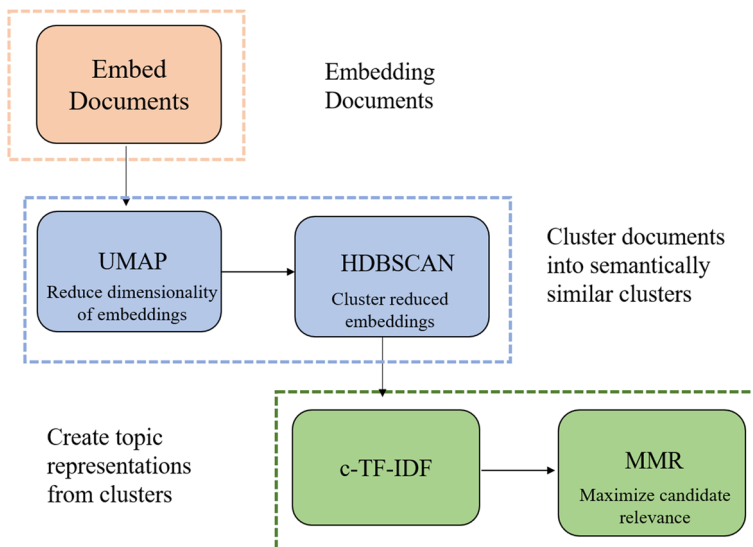 Embed
Documents
Embedding
Documents
UMAP
Reduce dimensionality
of embeddings
HDBSCAN
Cluster reduced
embeddings
Cluster documents
into semantically
similar clusters
Create topic
representations
from clusters
c-TF-IDF
MMR
Maximize candidate
relevance